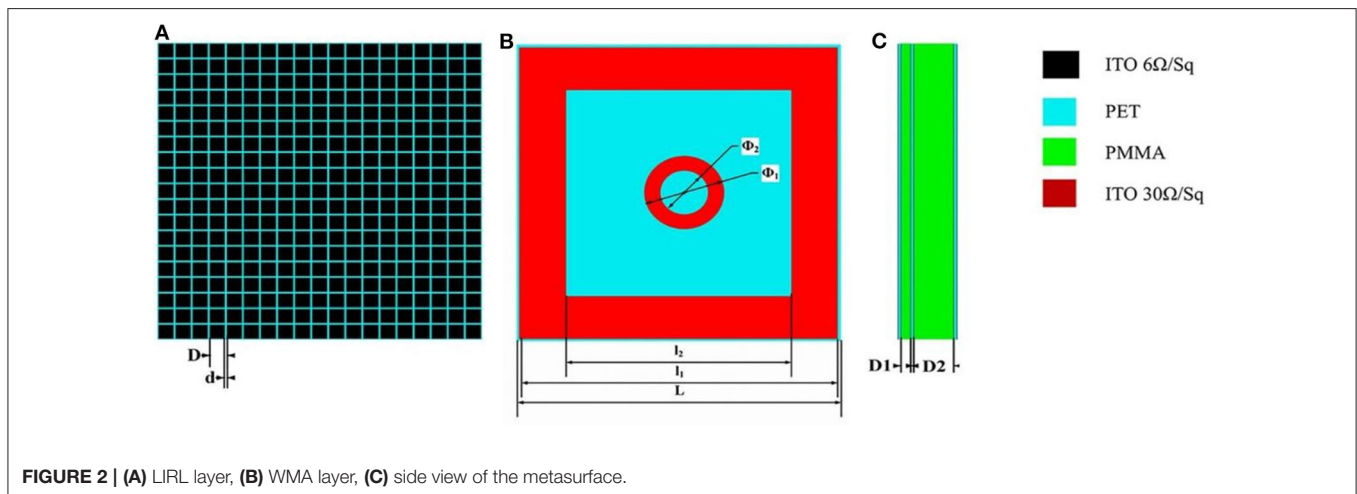 A
B
C
ITO 6Ω/Sq
PET
PMMA
ITO 30Ω/Sq
Φ2
Φ1
D
d
l2
l1
L
D1
D2
FIGURE 2 | (A) LIRL layer, (B) WMA layer, (C) side view of the metasurface.